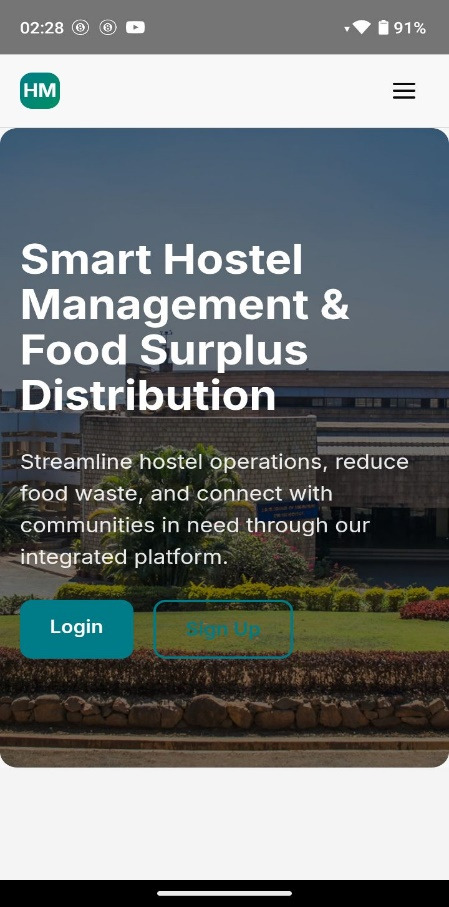 02:28
91%
HM
Smart Hostel
Management &
Food Surplus
Distribution
Streamline hostel operations, reduce
food waste, and connect with
communities in need through our
integrated platform.
Login
Sign Up